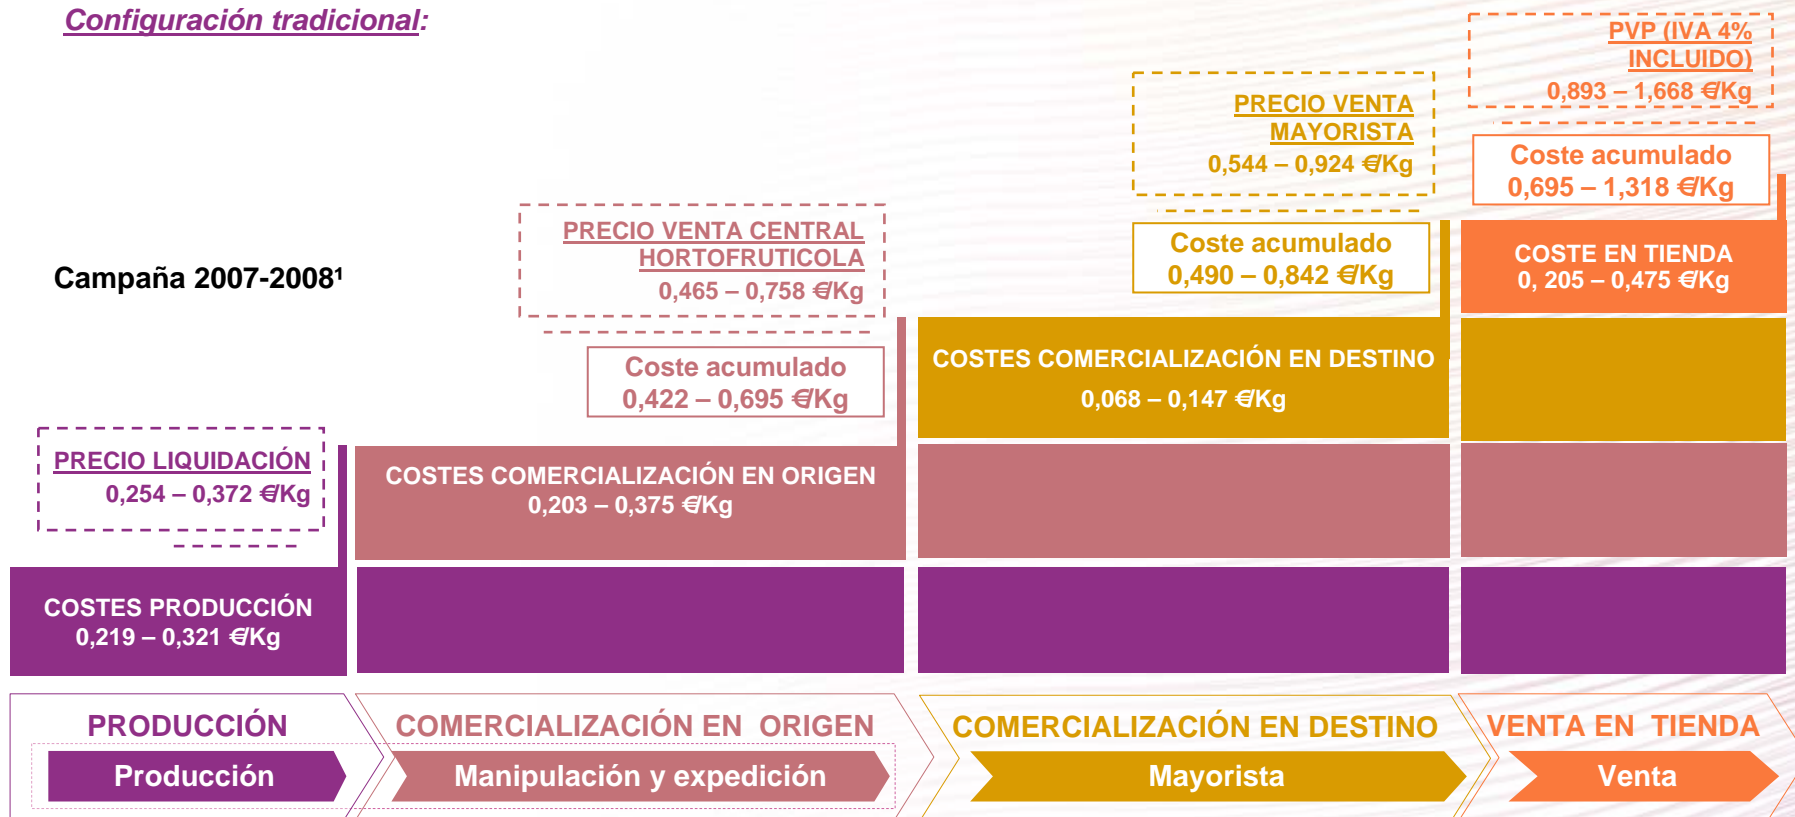 Configuración tradicional:
PVP (IVA 4%
INCLUIDO)
0,893 – 1,668 €/Kg
PRECIO VENTA
MAYORISTA
0,544 – 0,924 €/Kg
Coste acumulado
0,695 – 1,318 €/Kg
PRECIO VENTA CENTRAL
HORTOFRUTICOLA
0,465 – 0,758 €/Kg
Coste acumulado
0,490 – 0,842 €/Kg
COSTE EN TIENDA
0, 205 – 0,475 €/Kg
Campaña 2007-2008¹
Coste acumulado
0,422 – 0,695 €/Kg
COSTES COMERCIALIZACIÓN EN DESTINO
0,068 – 0,147 €/Kg
PRECIO LIQUIDACIÓN
0,254 – 0,372 €/Kg
COSTES COMERCIALIZACIÓN EN ORIGEN
0,203 – 0,375 €/Kg
COSTES PRODUCCIÓN
0,219 – 0,321 €/Kg
PRODUCCIÓN
COMERCIALIZACIÓN EN ORIGEN
COMERCIALIZACIÓN EN DESTINO
VENTA EN TIENDA
Producción
Manipulación y expedición
Mayorista
Venta